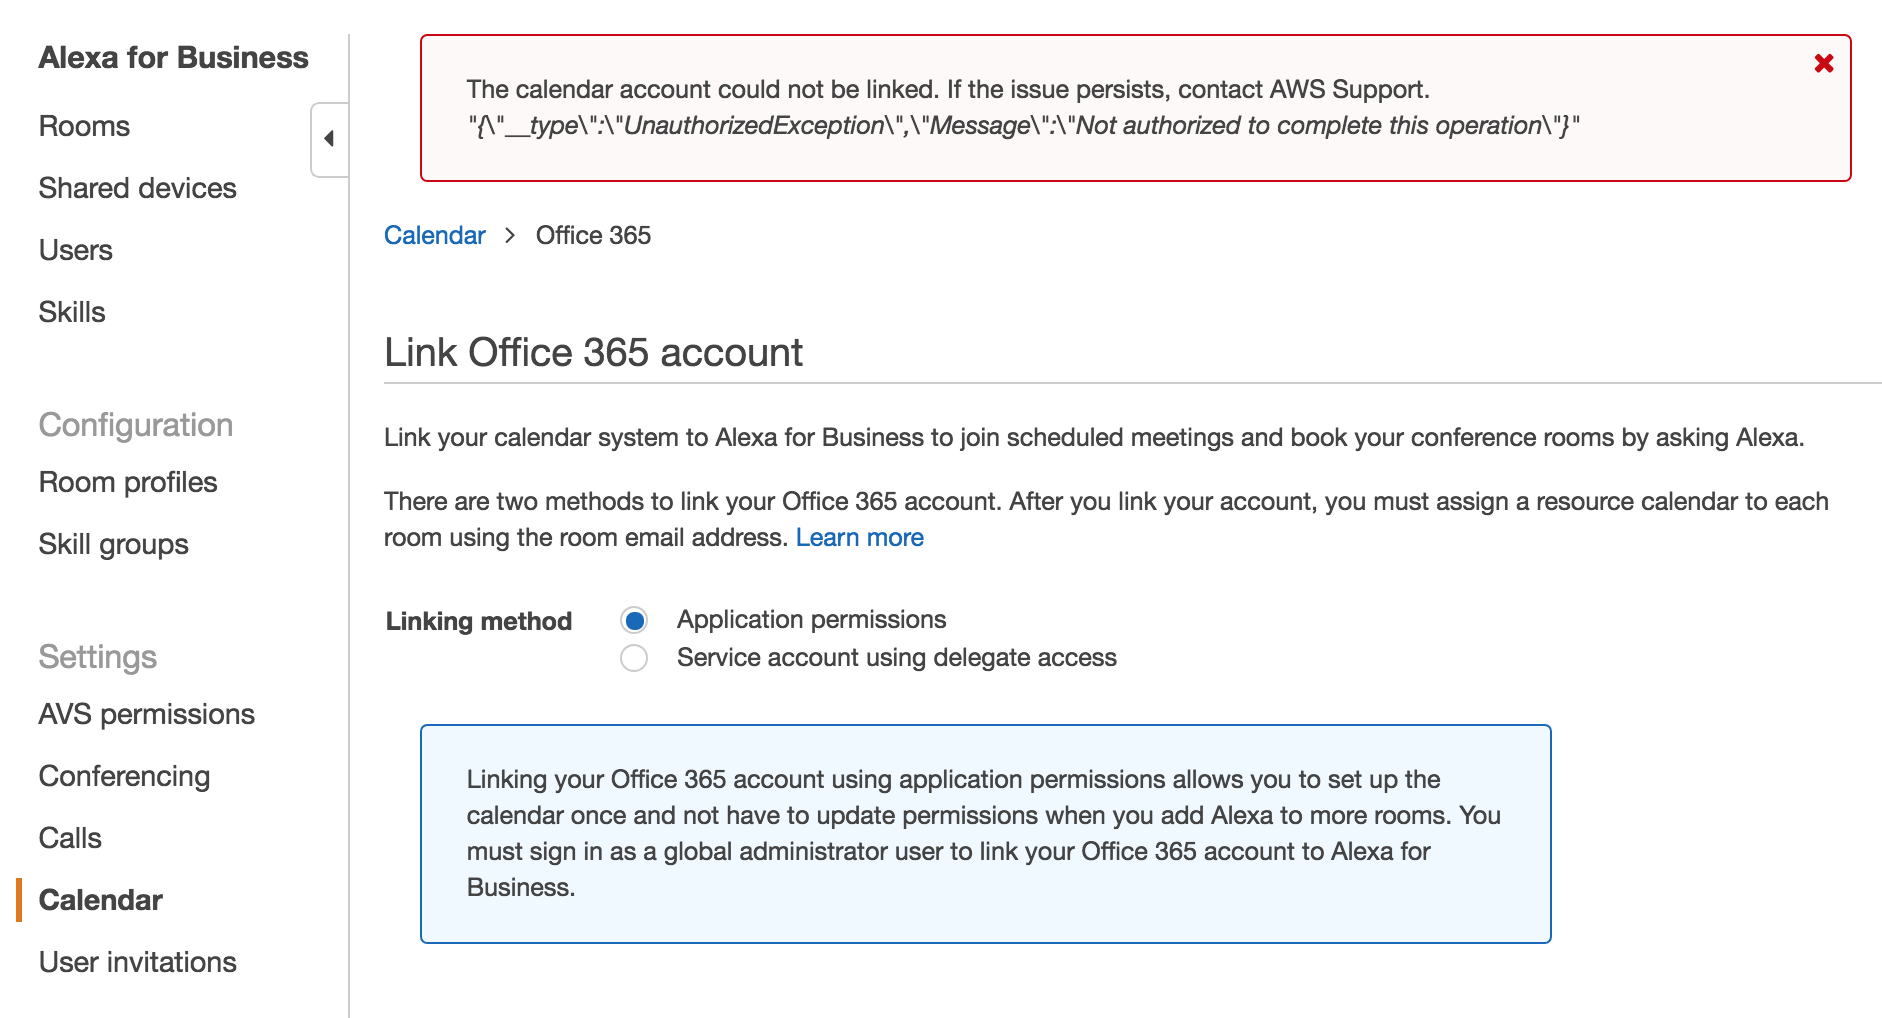 Alexa for Business
Rooms
Shared devices
Users
Skills
Configuration
Room profiles
Skill groups
Settings
AVS permissions
Conferencing
Calls
Calendar
User invitations
The calendar account could not be linked. If the issue persists, contact AWS Support.
"{\"__type\":\"UnauthorizedException\",\"Message\":\"Not authorized to complete this operation\"}"
Calendar > Office 365
Link Office 365 account
Link your calendar system to Alexa for Business to join scheduled meetings and book your conference rooms by asking Alexa.
There are two methods to link your Office 365 account. After you link your account, you must assign a resource calendar to each
room using the room email address. Learn more
Linking method
Application permissions
Service account using delegate access
Linking your Office 365 account using application permissions allows you to set up the
calendar once and not have to update permissions when you add Alexa to more rooms. You
must sign in as a global administrator user to link your Office 365 account to Alexa for
Business.